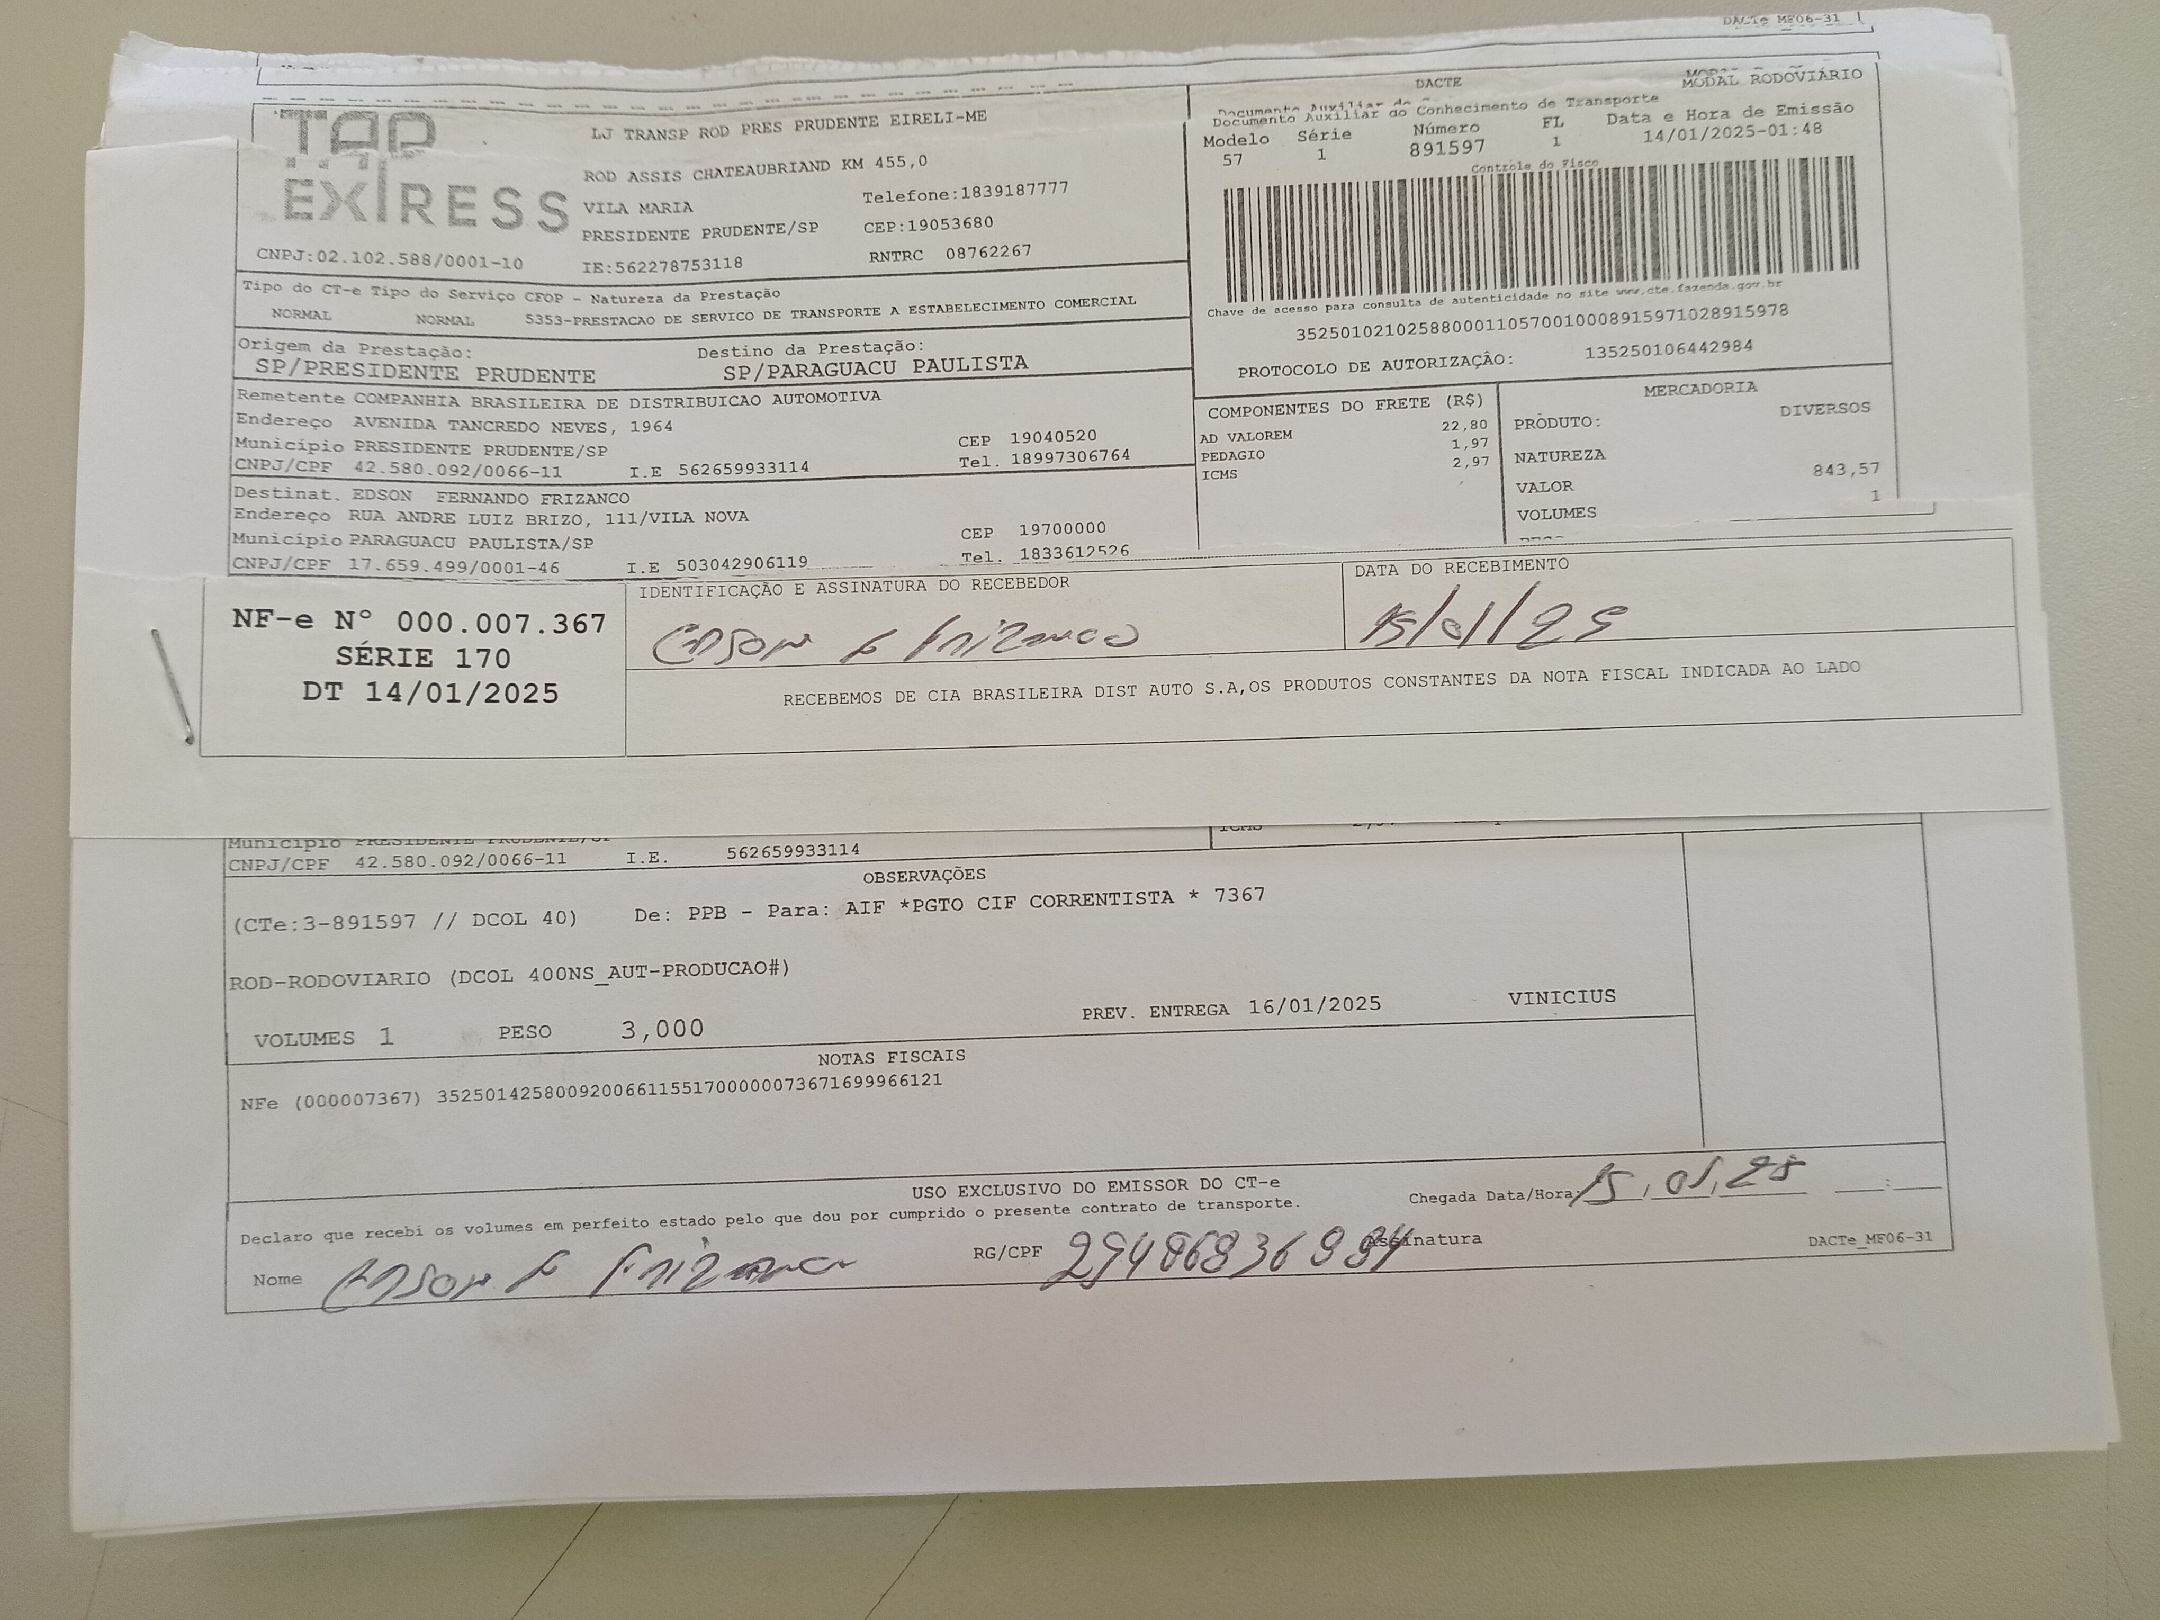 DACTe MF06-31
MODAL RODOVIÁRIO
TAP
EXPRESS
LJ TRANSP ROD PRES PRUDENTE EIRELI-ME
ROD ASSIS CHATEAUBRIAND KM 455,0
VILA MARIA Telefone:1839187777
PRESIDENTE PRUDENTE/SP CEP:19053680
CNPJ:02.102.588/0001-10 IE:562278753118 RNTRC 08762267
DACTE
Documento Auxiliar do Conhecimento de Transporte
Modelo Série Número FL Data e Hora de Emissão
57 1 891597 1 14/01/2025-01:48
Controle do Fisco
Chave de acesso para consulta de autenticidade no site www.cte.fazenda.gov.br
35250102102588000110570010008915971028915978
PROTOCOLO DE AUTORIZAÇÃO: 135250106442984
Tipo do CT-e Tipo do Serviço CFOP - Natureza da Prestação
NORMAL NORMAL 5353-PRESTACAO DE SERVICO DE TRANSPORTE A ESTABELECIMENTO COMERCIAL
Origem da Prestação: Destino da Prestação:
SP/PRESIDENTE PRUDENTE SP/PARAGUACU PAULISTA
Remetente COMPANHIA BRASILEIRA DE DISTRIBUICAO AUTOMOTIVA
Endereço AVENIDA TANCREDO NEVES, 1964
Município PRESIDENTE PRUDENTE/SP CEP 19040520
CNPJ/CPF 42.580.092/0066-11 I.E 562659933114 Tel. 18997306764
Destinat. EDSON FERNANDO FRIZANCO
Endereço RUA ANDRE LUIZ BRIZO, 111/VILA NOVA
Município PARAGUACU PAULISTA/SP CEP 19700000
CNPJ/CPF 17.659.499/0001-46 I.E 503042906119 Tel. 1833612526
COMPONENTES DO FRETE (R$)
AD VALOREM 22,80
PEDAGIO 1,97
ICMS 2,97
MERCADORIA
PRODUTO: DIVERSOS
NATUREZA
VALOR 843,57
VOLUMES 1
NF-e Nº 000.007.367
SÉRIE 170
DT 14/01/2025
IDENTIFICAÇÃO E ASSINATURA DO RECEBEDOR
Edson F Frizanco
DATA DO RECEBIMENTO
15/01/25
RECEBEMOS DE CIA BRASILEIRA DIST AUTO S.A,OS PRODUTOS CONSTANTES DA NOTA FISCAL INDICADA AO LADO
Município PRESIDENTE PRUDENTE/SP
ICMS
CNPJ/CPF 42.580.092/0066-11 I.E. 562659933114
OBSERVAÇÕES
(CTe:3-891597 // DCOL 40) De: PPB - Para: AIF *PGTO CIF CORRENTISTA * 7367
ROD-RODOVIARIO (DCOL 400NS_AUT-PRODUCAO#)
VOLUMES 1 PESO 3,000 PREV. ENTREGA 16/01/2025 VINICIUS
NOTAS FISCAIS
NFe (000007367) 35250142580092006611551700000073671699966121
USO EXCLUSIVO DO EMISSOR DO CT-e
Chegada Data/Hora 15/01/25 __:__
Declaro que recebi os volumes em perfeito estado pelo que dou por cumprido o presente contrato de transporte.
Nome Edson F Frizanco RG/CPF Assinatura
DACTe_MF06-31